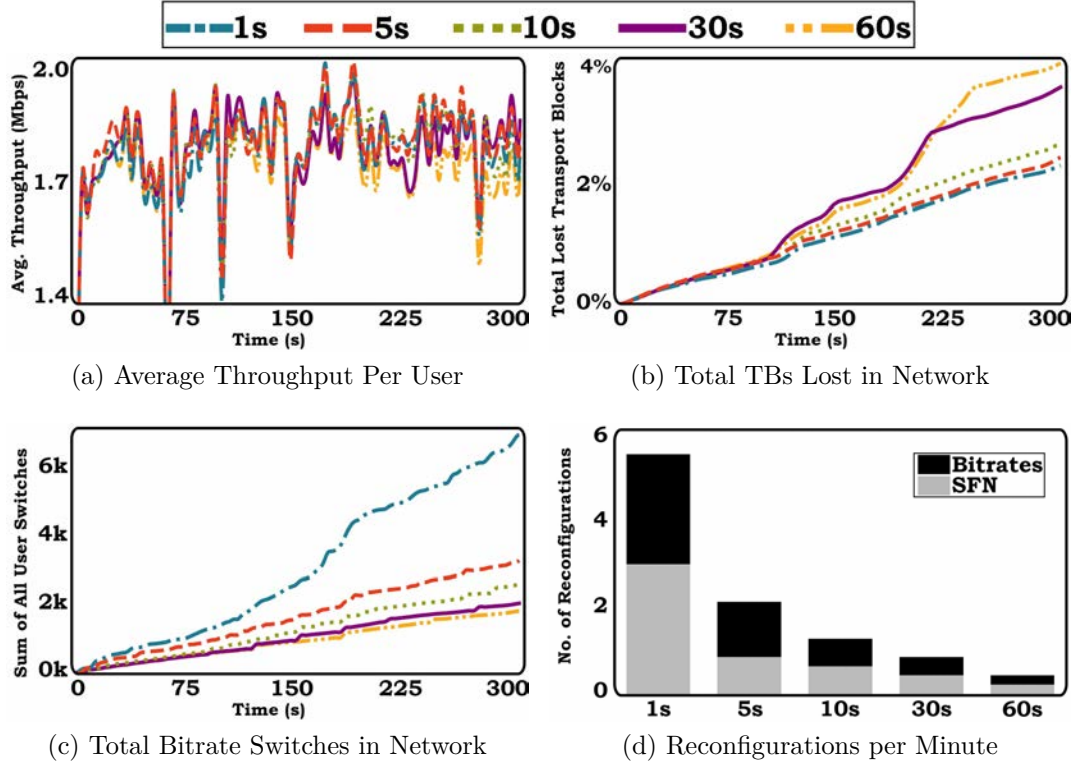 1s 5s 10s 30s 60s
Avg. Throughput (Mbps)
2.0
1.7
1.4
0 75 150 225 300
Time (s)
(a) Average Throughput Per User
Total Lost Transport Blocks
4%
2%
0%
0 75 150 225 300
Time (s)
(b) Total TBs Lost in Network
Sum of All User Switches
6k
4k
2k
0k
0 75 150 225 300
Time (s)
(c) Total Bitrate Switches in Network
No. of Reconfigurations
6
4
2
0
Bitrates
SFN
1s 5s 10s 30s 60s
(d) Reconfigurations per Minute